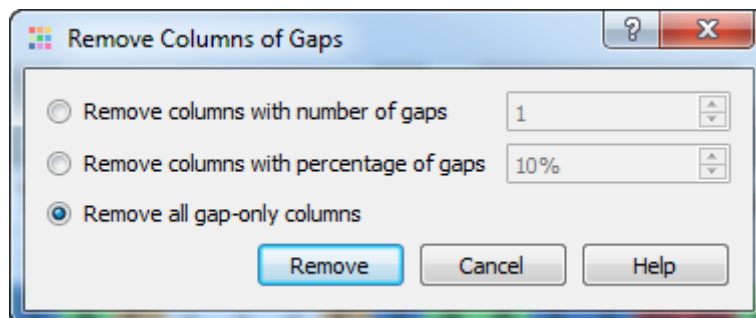 Remove Columns of Gaps
Remove columns with number of gaps 1
Remove columns with percentage of gaps 10%
Remove all gap-only columns
Remove Cancel Help